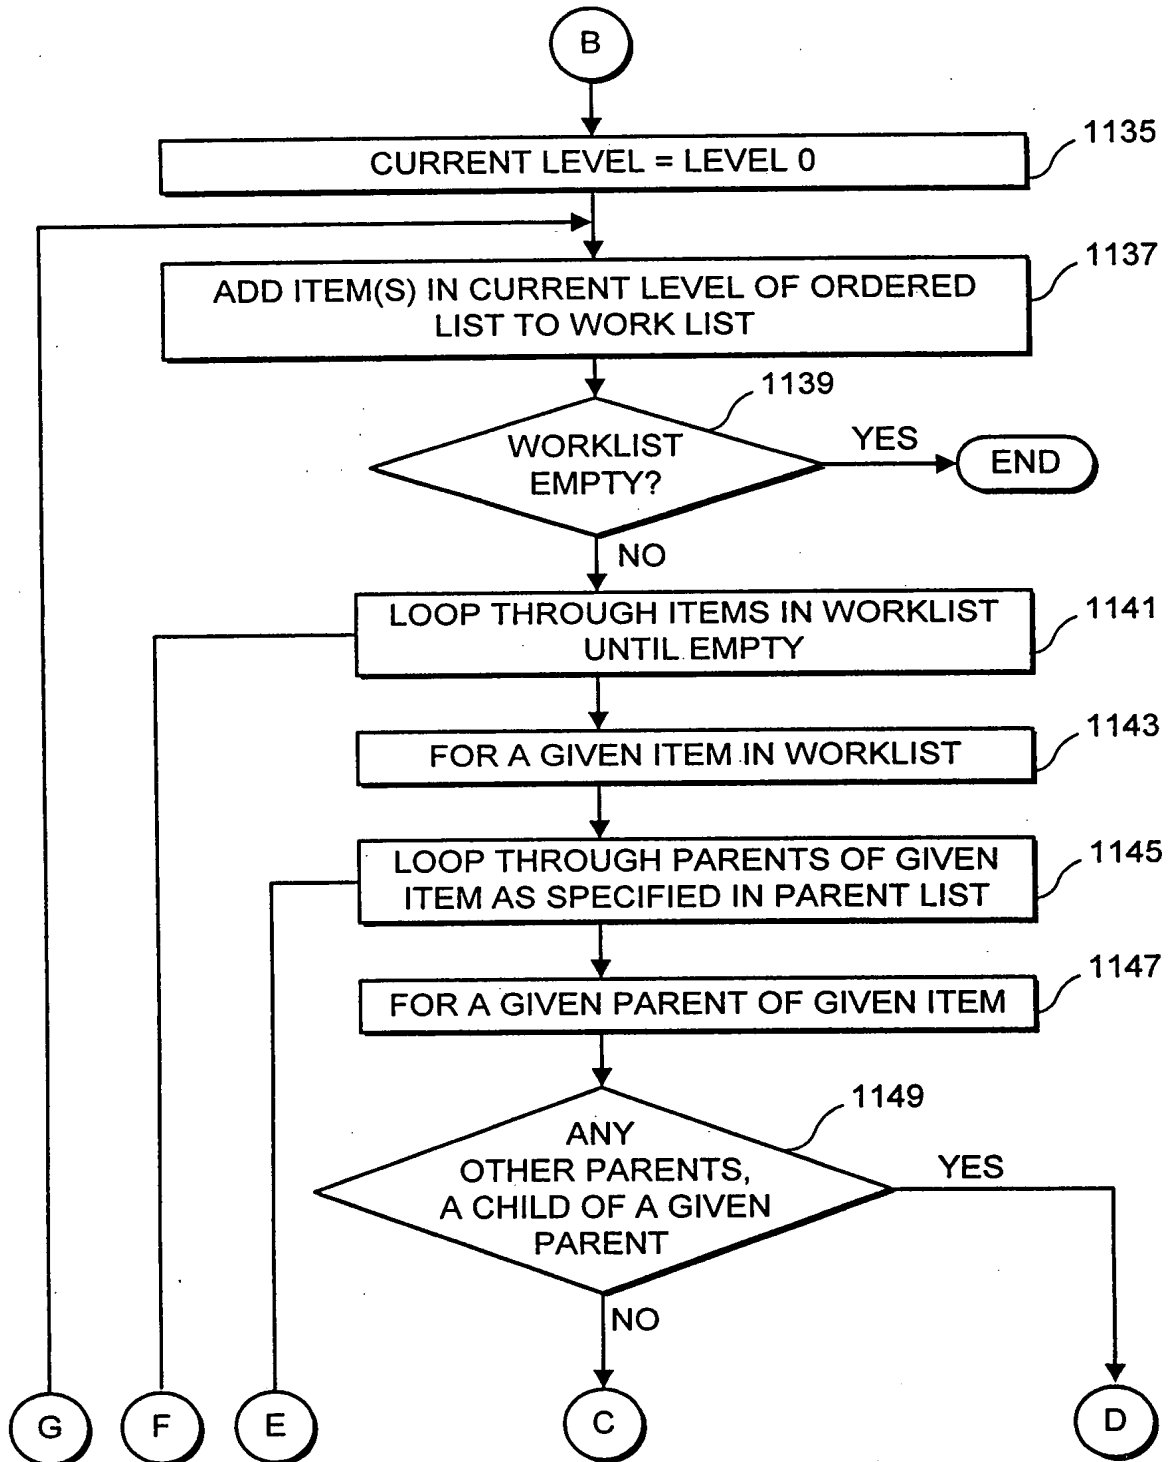 B
1135
CURRENT LEVEL = LEVEL 0
1137
ADD ITEM(S) IN CURRENT LEVEL OF ORDERED
LIST TO WORK LIST
1139
WORKLIST
EMPTY?
YES
END
NO
1141
LOOP THROUGH ITEMS IN WORKLIST
UNTIL EMPTY
1143
FOR A GIVEN ITEM IN WORKLIST
1145
LOOP THROUGH PARENTS OF GIVEN
ITEM AS SPECIFIED IN PARENT LIST
1147
FOR A GIVEN PARENT OF GIVEN ITEM
1149
ANY
OTHER PARENTS,
A CHILD OF A GIVEN
PARENT
YES
NO
G
F
E
C
D